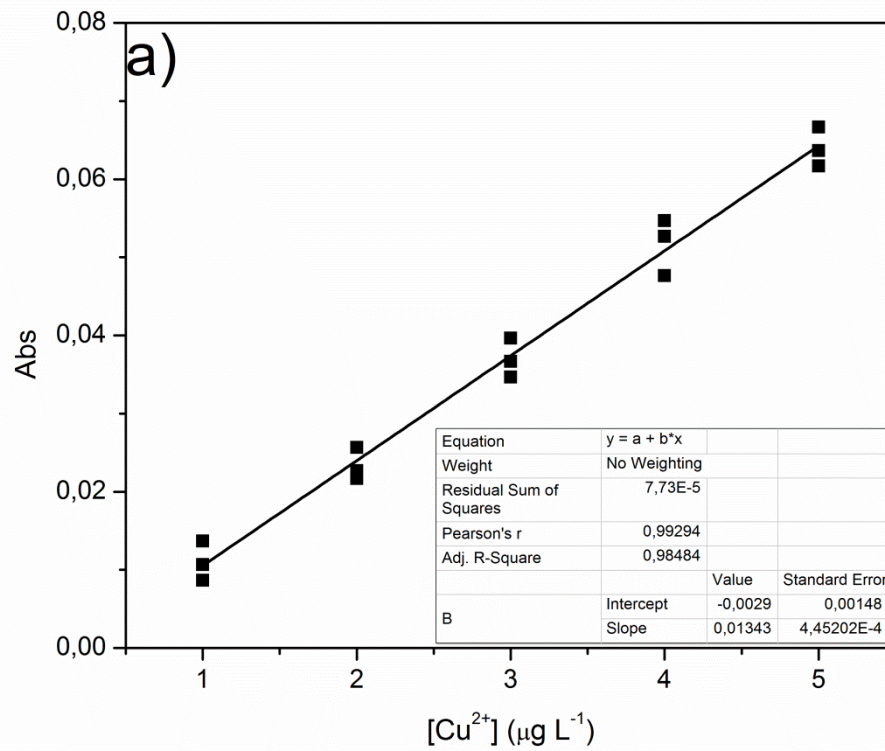 a)
0,08
0,06
0,04
0,02
0,00
Abs
Equation y = a + b*x
Weight No Weighting
Residual Sum of Squares 7,73E-5
Pearson's r 0,99294
Adj. R-Square 0,98484
Value Standard Error
B Intercept -0,0029 0,00148
Slope 0,01343 4,45202E-4
1 2 3 4 5
[Cu²⁺] (μg L⁻¹)